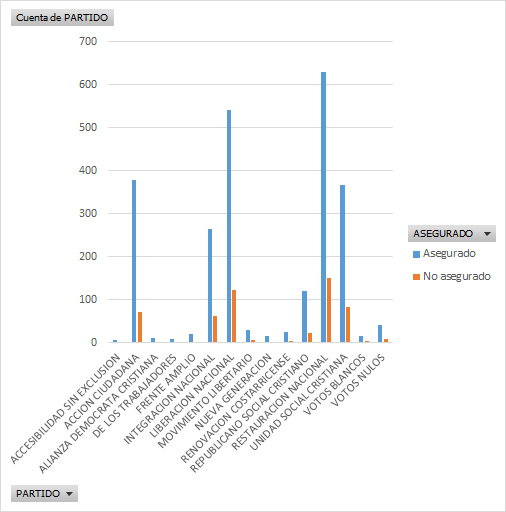 Cuenta de PARTIDO
700
600
500
400
300
200
100
0
ASEGURADO
Asegurado
No asegurado
ACCESIBILIDAD SIN EXCLUSION
ACCION CIUDADANA
ALIANZA DEMOCRATA CRISTIANA
DE LOS TRABAJADORES
FRENTE AMPLIO
INTEGRACION NACIONAL
LIBERACION NACIONAL
MOVIMIENTO LIBERTARIO
NUEVA GENERACION
RENOVACION COSTARRICENSE
REPUBLICANO SOCIAL CRISTIANO
RESTAURACION NACIONAL
UNIDAD SOCIAL CRISTIANA
VOTOS BLANCOS
VOTOS NULOS
PARTIDO